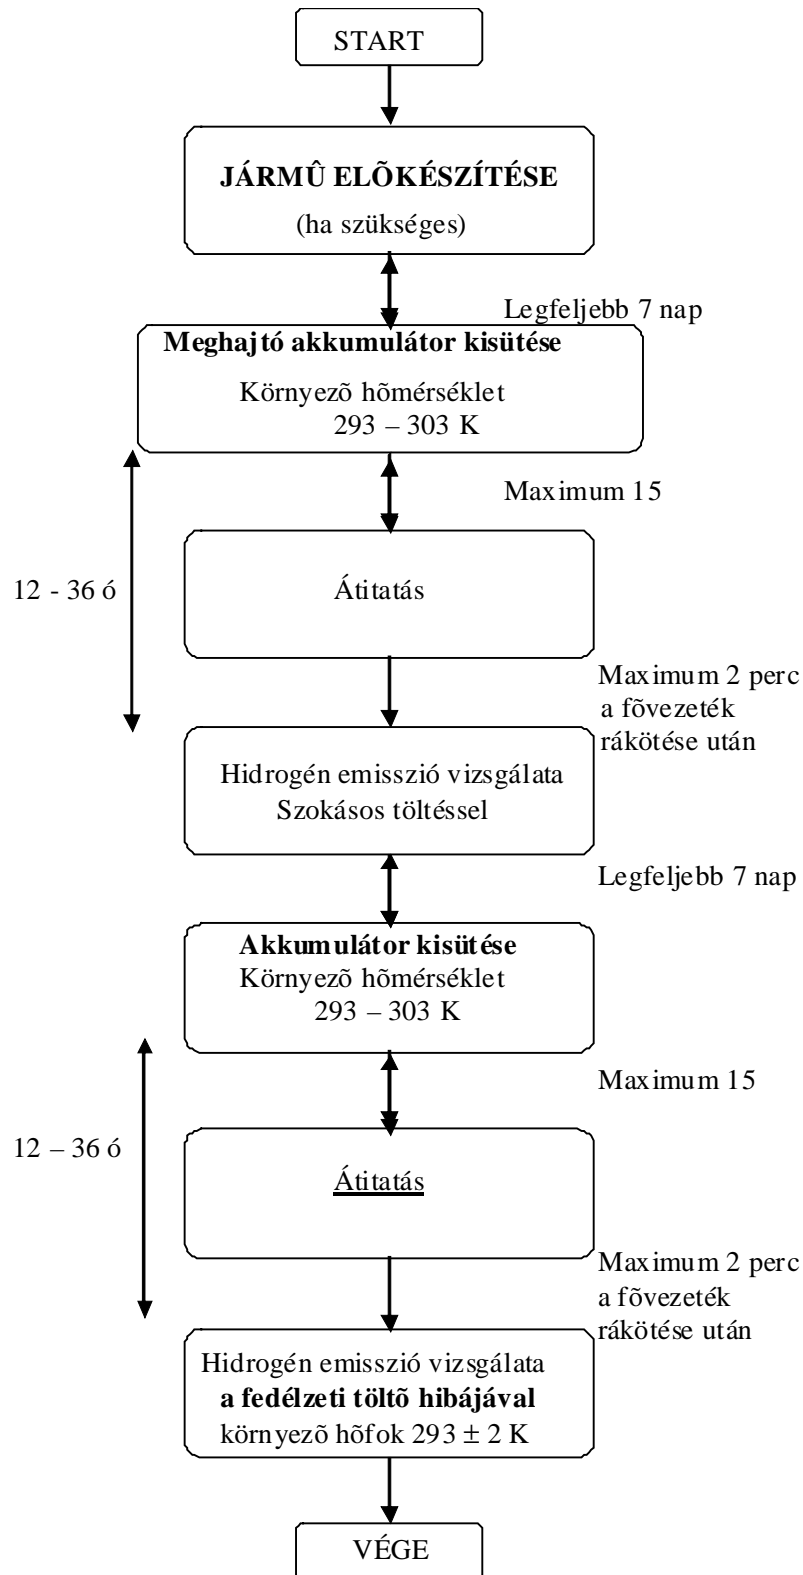 START
JÁRMÛ ELÕKÉSZÍTÉSE
(ha szükséges)
Legfeljebb 7 nap
Meghajtó akkumulátor kisütése
Környezõ hõmérséklet
293 – 303 K
Maximum 15
12 - 36 ó
Átitatás
Maximum 2 perc
a fõvezeték
rákötése után
Hidrogén emisszió vizsgálata
Szokásos töltéssel
Legfeljebb 7 nap
Akkumulátor kisütése
Környezõ hõmérséklet
293 – 303 K
Maximum 15
12 – 36 ó
Átitatás
Maximum 2 perc
a fõvezeték
rákötése után
Hidrogén emisszió vizsgálata
a fedélzeti töltõ hibájával
környezõ hõfok 293 ± 2 K
VÉGE